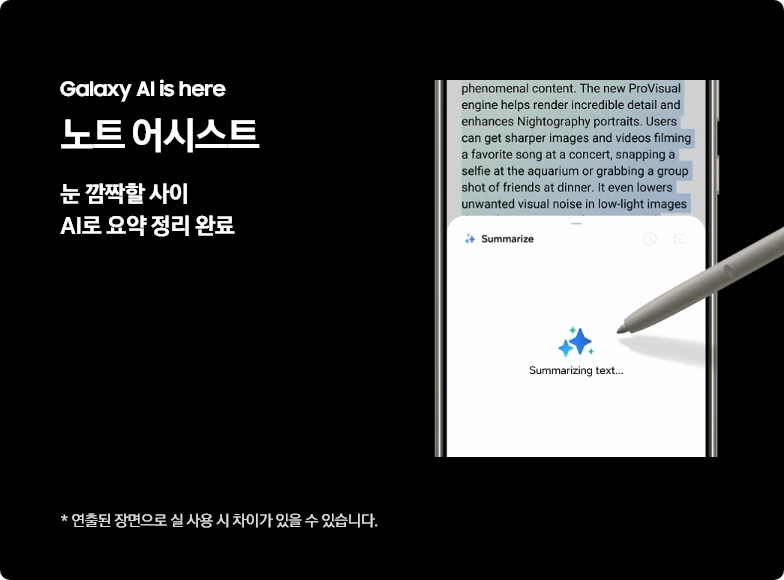 Galaxy AI is here
노트 어시스트
눈 깜짝할 사이
AI로 요약 정리 완료
phenomenal content. The new ProVisual
engine helps render incredible detail and
enhances Nightography portraits. Users
can get sharper images and videos filming
a favorite song at a concert, snapping a
selfie at the aquarium or grabbing a group
shot of friends at dinner. It even lowers
unwanted visual noise in low-light images
Summarize
Summarizing text...
* 연출된 장면으로 실 사용 시 차이가 있을 수 있습니다.